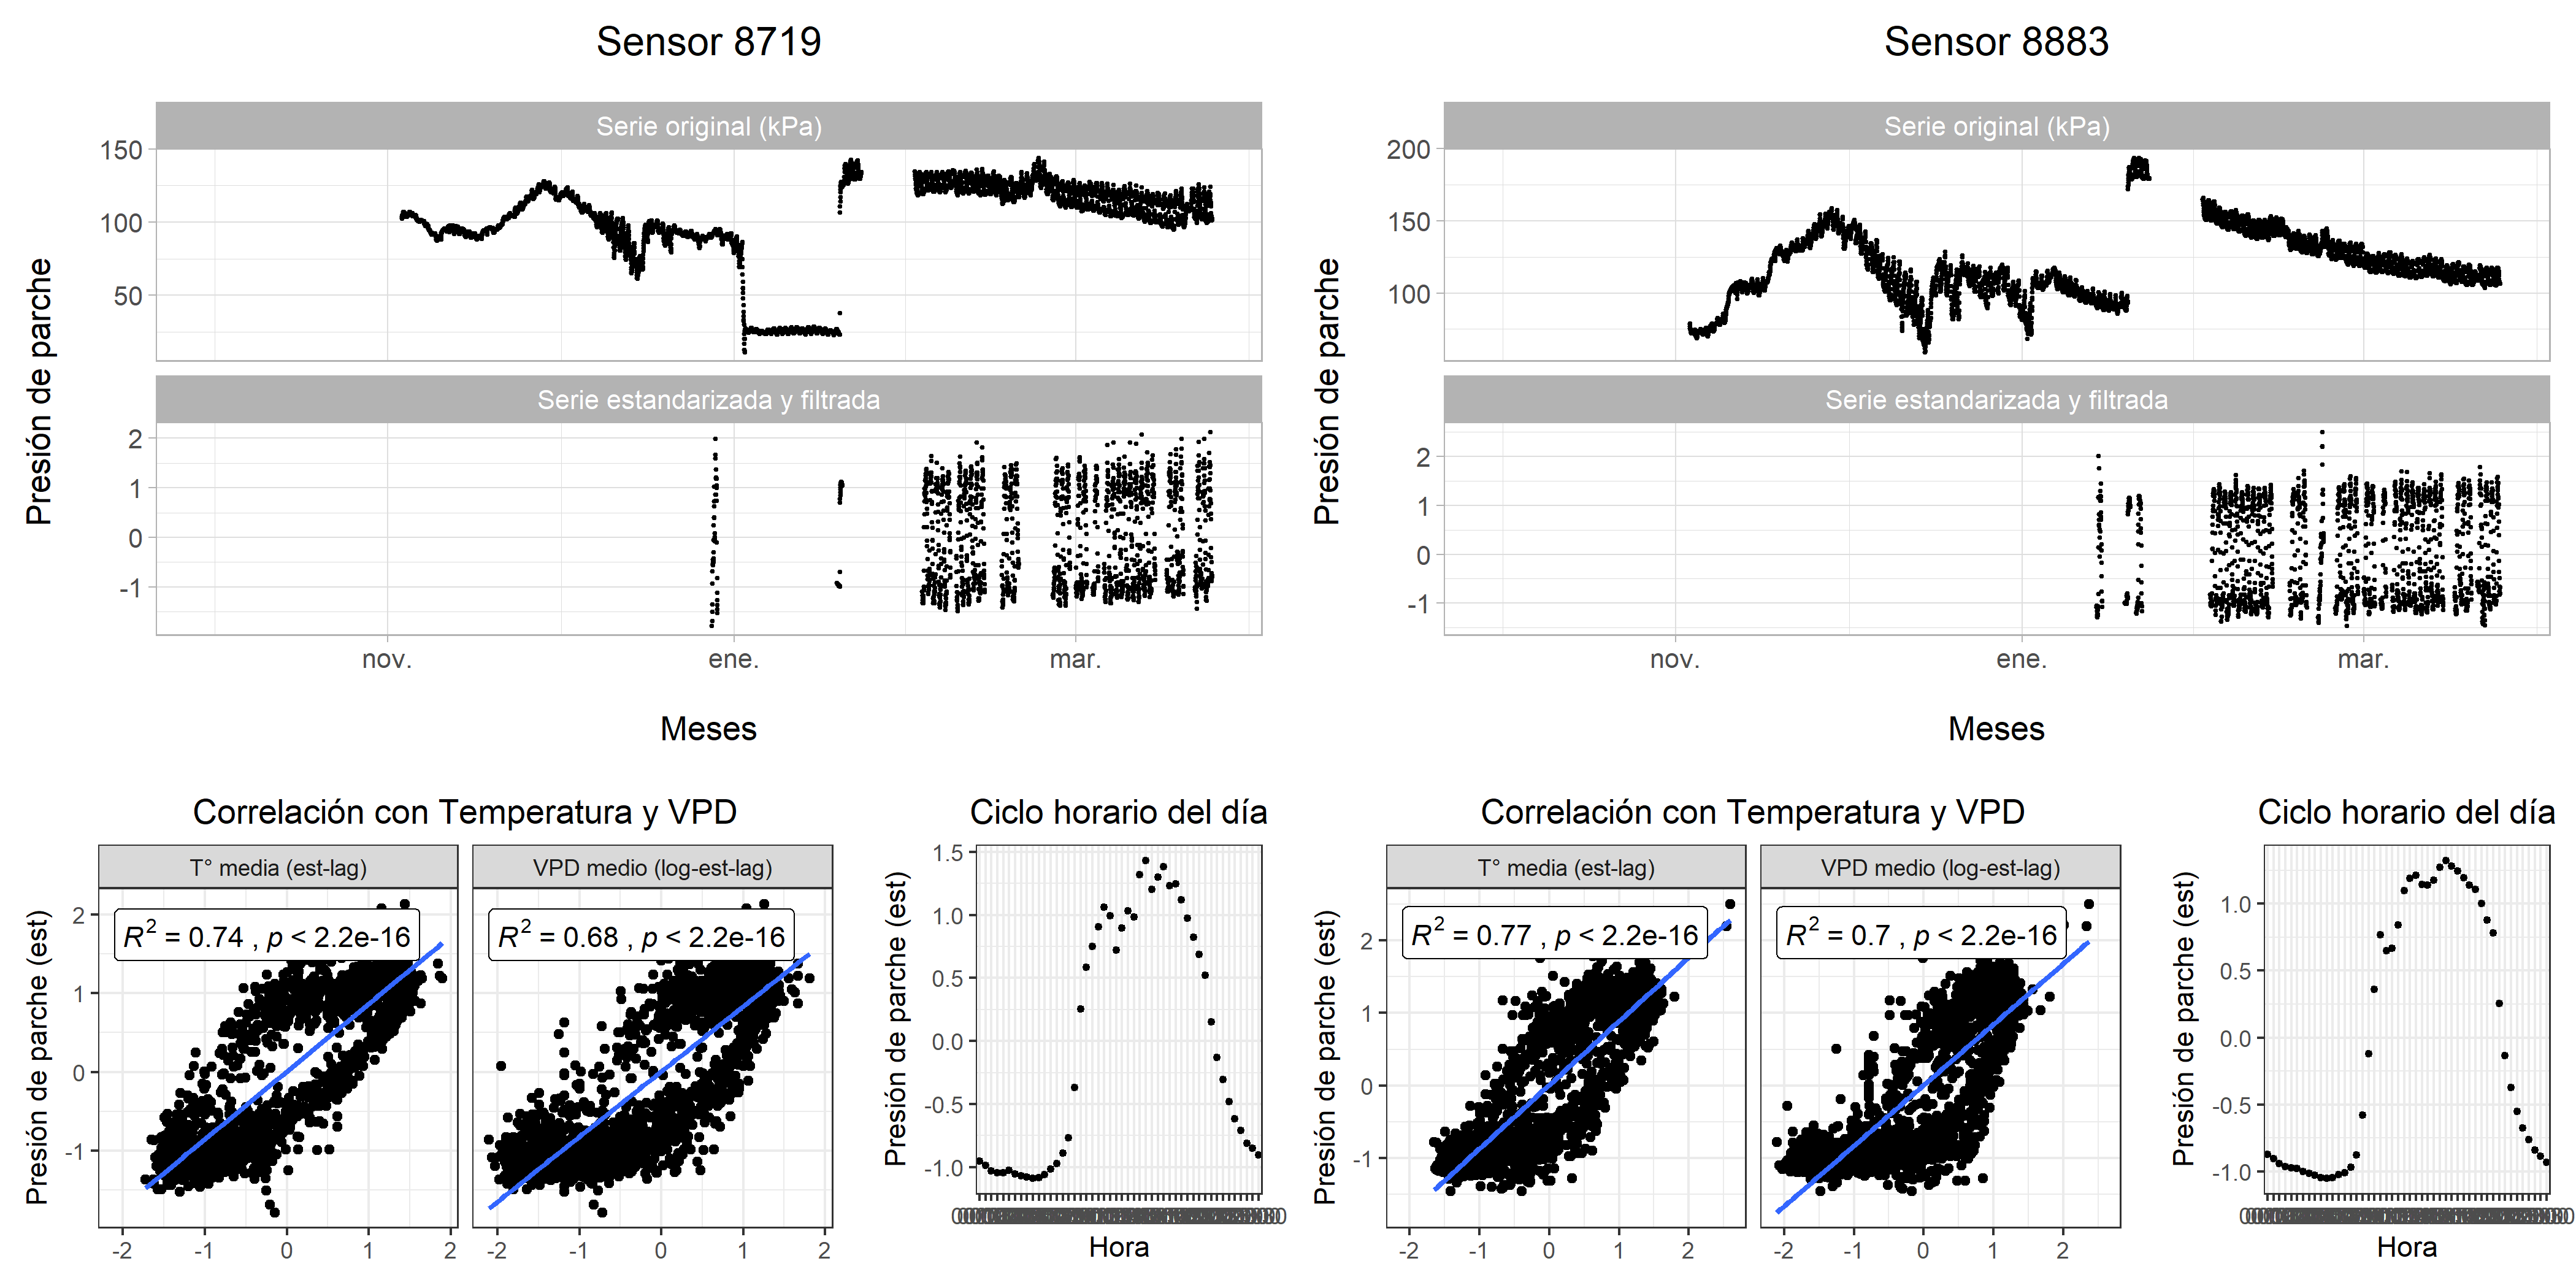 Sensor 8719
Serie original (kPa)
150
100
50
Serie estandarizada y filtrada
2
1
0
-1
nov.
ene.
mar.
Presión de parche
Meses
Correlación con Temperatura y VPD
T° media (est-lag)
VPD medio (log-est-lag)
R² = 0.74 , p < 2.2e-16
R² = 0.68 , p < 2.2e-16
2
1
0
-1
Presión de parche (est)
-2 -1 0 1 2
-2 -1 0 1 2
Ciclo horario del día
1.5
1.0
0.5
0.0
-0.5
-1.0
Presión de parche (est)
Hora
Sensor 8883
Serie original (kPa)
200
150
100
Serie estandarizada y filtrada
2
1
0
-1
nov.
ene.
mar.
Presión de parche
Meses
Correlación con Temperatura y VPD
T° media (est-lag)
VPD medio (log-est-lag)
R² = 0.77 , p < 2.2e-16
R² = 0.7 , p < 2.2e-16
2
1
0
-1
Presión de parche (est)
-2 -1 0 1 2
-2 -1 0 1 2
Ciclo horario del día
1.0
0.5
0.0
-0.5
-1.0
Presión de parche (est)
Hora